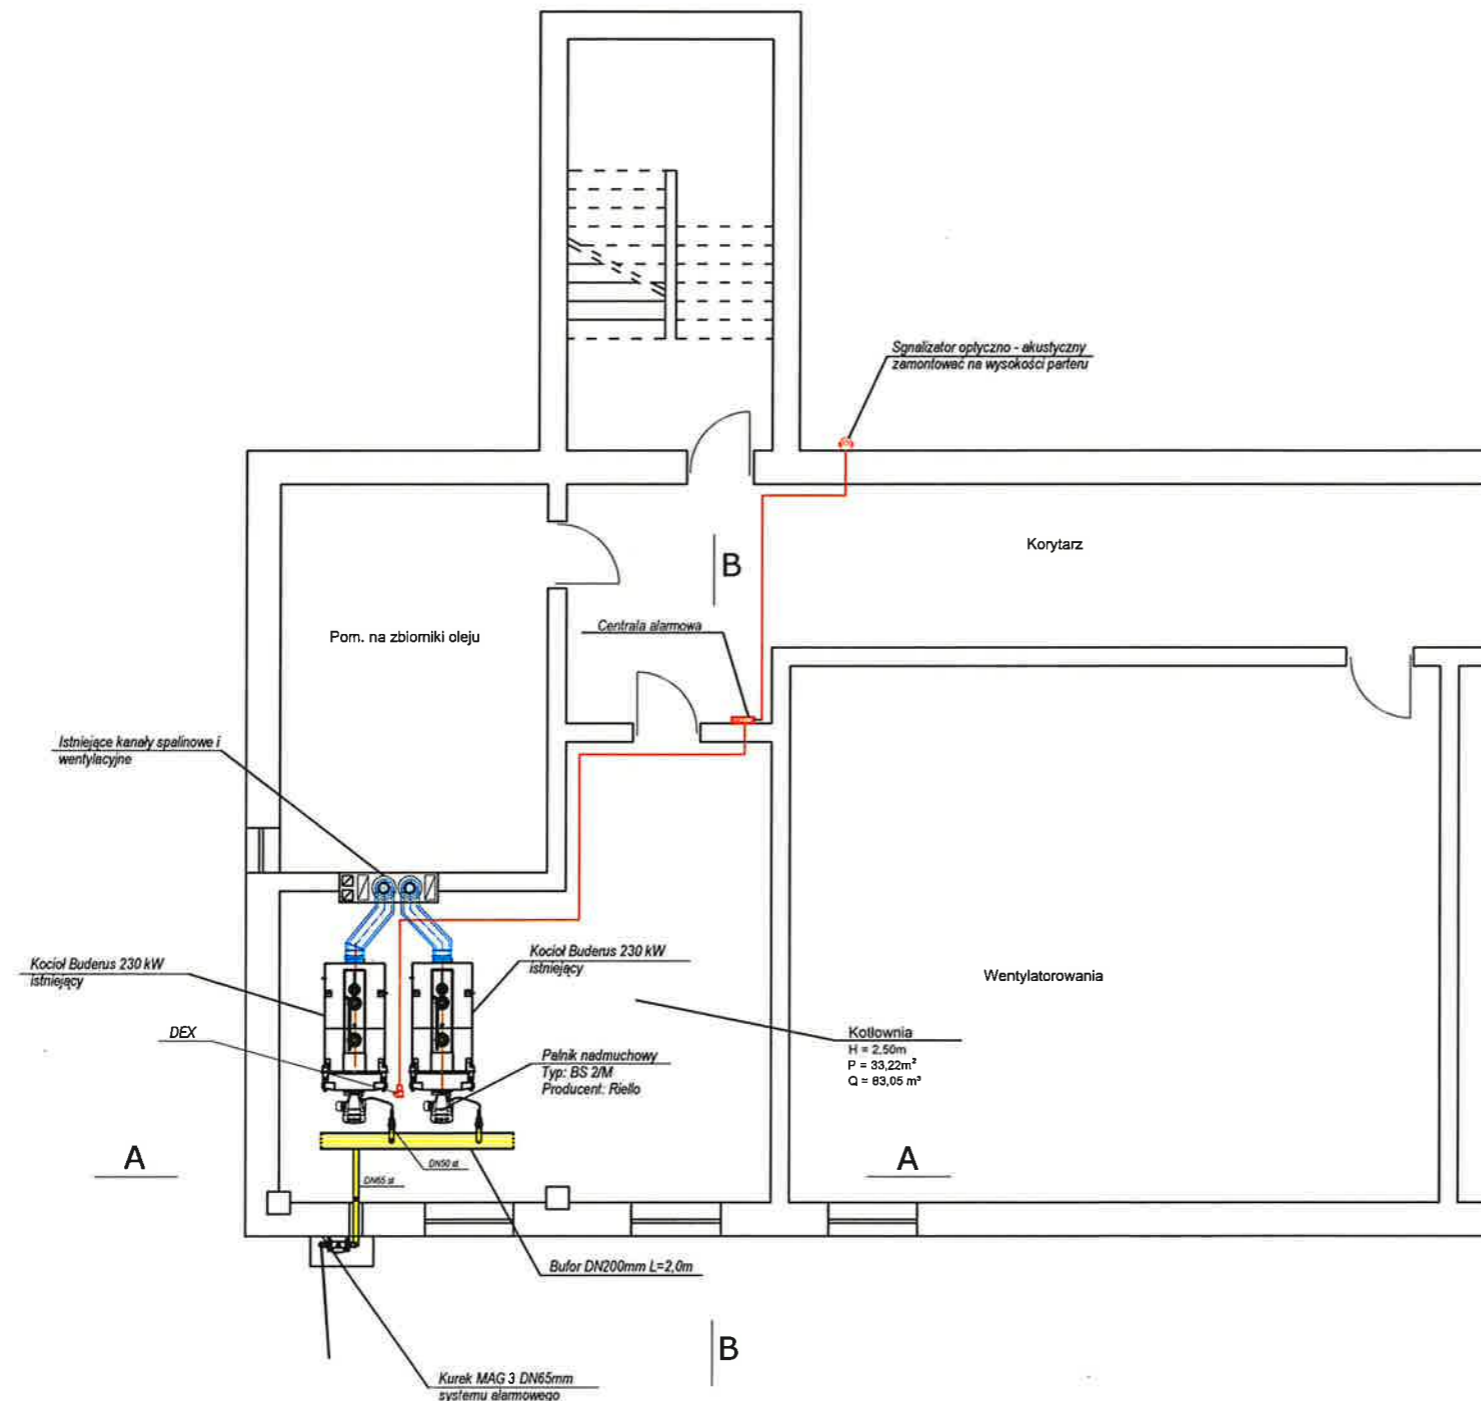 Sgnalizator optyczno - akustyczny
zamontować na wysokości parteru
Korytarz
B
Centrala alarmowa
Pom. na zbiorniki oleju
Istniejące kanały spalinowe i
wentylacyjne
Kocioł Buderus 230 kW
istniejący
Kocioł Buderus 230 kW
istniejący
Wentylatorowania
DEX
Palnik nadmuchowy
Typ: BS 2/M
Producent: Riello
Kotłownia
H = 2,50m
P = 33,22m²
Q = 83,05 m³
A
A
DN50 st
DN65 st
Bufor DN200mm L=2,0m
B
Kurek MAG 3 DN65mm
systemu alarmowego